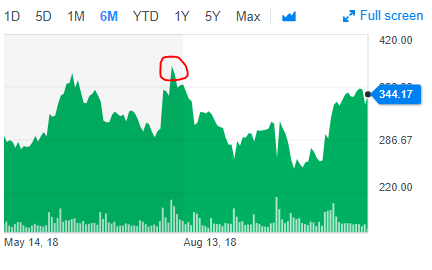 1D 5D 1M 3M 6M YTD 1Y 5Y Max Full screen
420.00
344.17
286.67
220.00
May 14, 18 Aug 13, 18